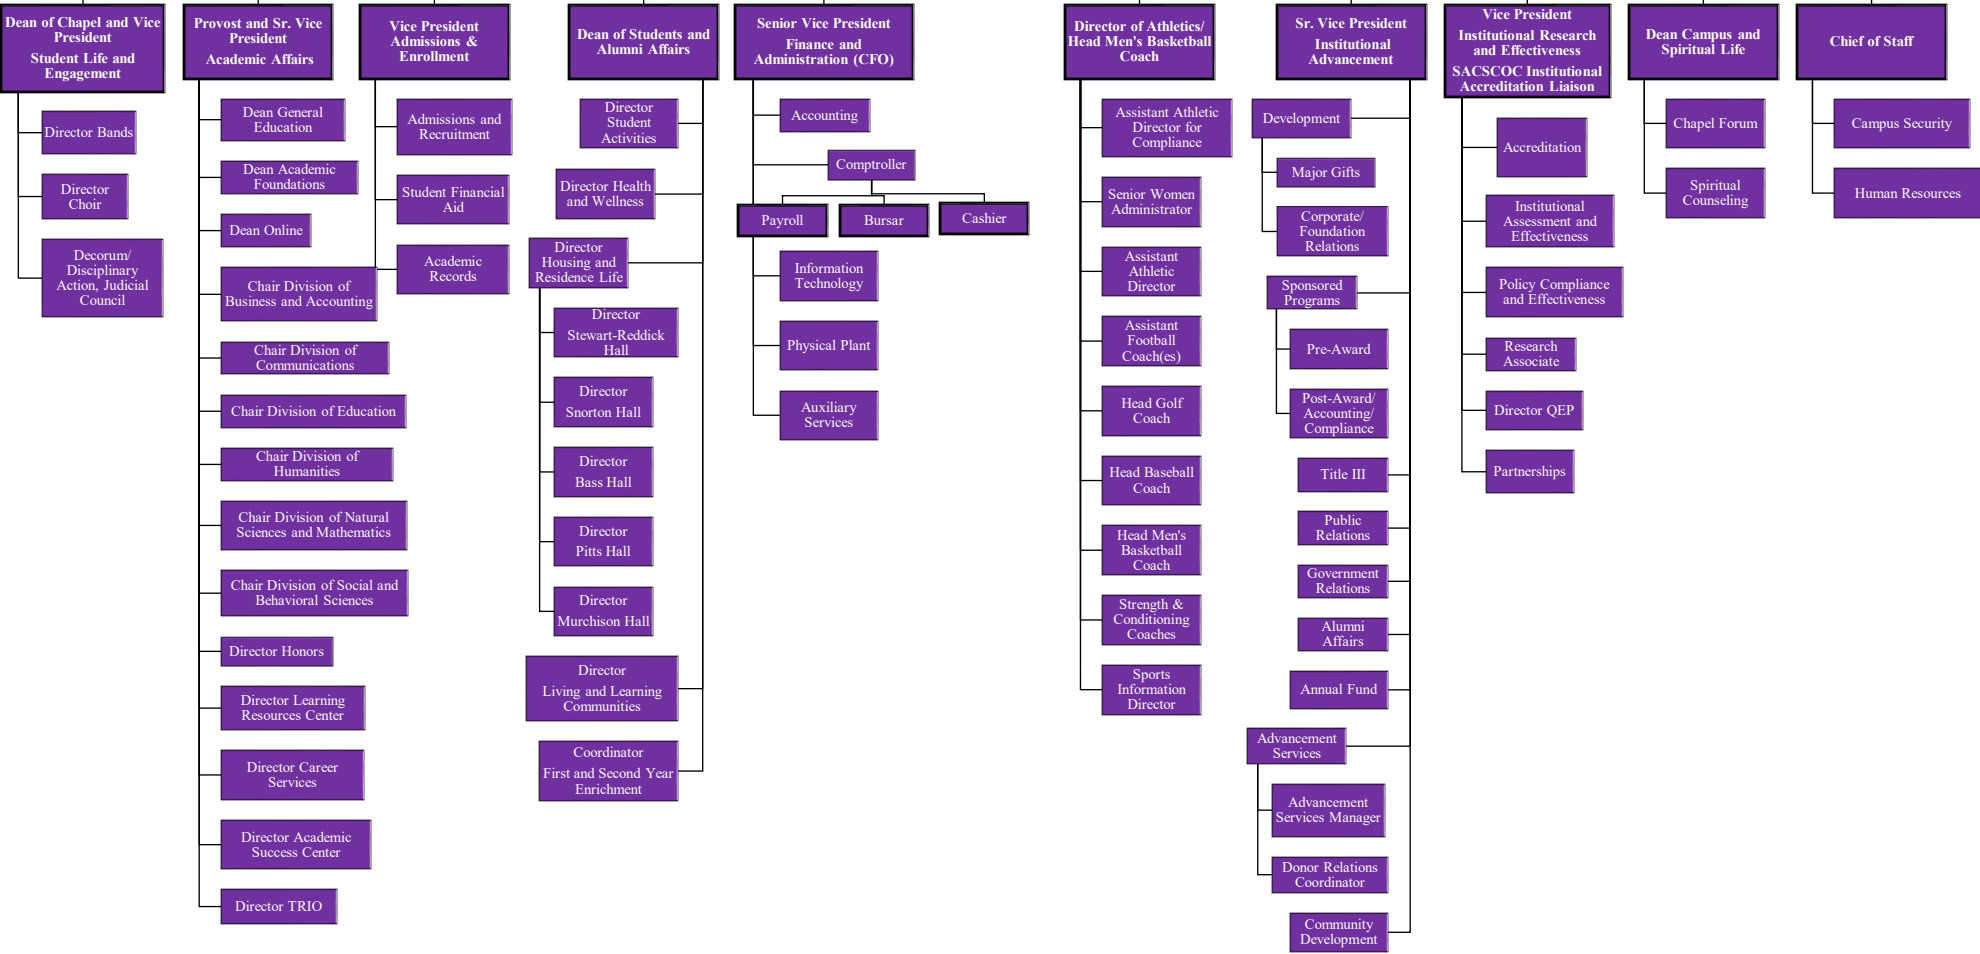 Dean of Chapel and Vice
President
Student Life and
Engagement
Director Bands
Director
Choir
Decorum/
Disciplinary
Action, Judicial
Council
Provost and Sr. Vice
President
Academic Affairs
Dean General
Education
Dean Academic
Foundations
Dean Online
Chair Division of
Business and Accounting
Chair Division of
Communications
Chair Division of Education
Chair Division of
Humanities
Chair Division of Natural
Sciences and Mathematics
Chair Division of Social and
Behavioral Sciences
Director Honors
Director Learning
Resources Center
Director Career
Services
Director Academic
Success Center
Director TRIO
Vice President
Admissions &
Enrollment
Admissions and
Recruitment
Student Financial
Aid
Academic
Records
Dean of Students and
Alumni Affairs
Director
Student
Activities
Director Health
and Wellness
Director
Housing and
Residence Life
Director
Stewart-Reddick
Hall
Director
Snorton Hall
Director
Bass Hall
Director
Pitts Hall
Director
Murchison Hall
Director
Living and Learning
Communities
Coordinator
First and Second Year
Enrichment
Senior Vice President
Finance and
Administration (CFO)
Accounting
Comptroller
Payroll
Bursar
Cashier
Information
Technology
Physical Plant
Auxiliary
Services
Director of Athletics/
Head Men's Basketball
Coach
Assistant Athletic
Director for
Compliance
Senior Women
Administrator
Assistant
Athletic
Director
Assistant
Football
Coach(es)
Head Golf
Coach
Head Baseball
Coach
Head Men's
Basketball
Coach
Strength &
Conditioning
Coaches
Sports
Information
Director
Sr. Vice President
Institutional
Advancement
Development
Major Gifts
Corporate/
Foundation
Relations
Sponsored
Programs
Pre-Award
Post-Award/
Accounting/
Compliance
Title III
Public
Relations
Government
Relations
Alumni
Affairs
Annual Fund
Advancement
Services
Advancement
Services Manager
Donor Relations
Coordinator
Community
Development
Vice President
Institutional Research
and Effectiveness
SACSCOC Institutional
Accreditation Liaison
Accreditation
Institutional
Assessment and
Effectiveness
Policy Compliance
and Effectiveness
Research
Associate
Director QEP
Partnerships
Dean Campus and
Spiritual Life
Chapel Forum
Spiritual
Counseling
Chief of Staff
Campus Security
Human Resources